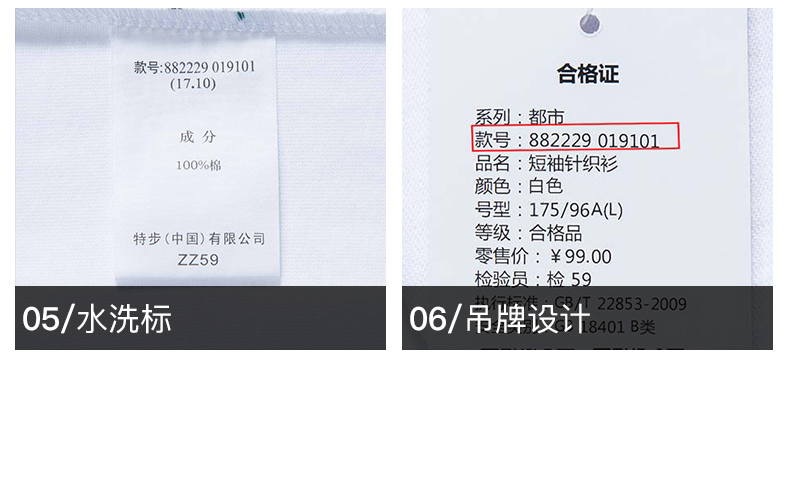 款号:882229 019101
(17.10)
成 分
100%棉
特步(中国)有限公司
ZZ59
05/水洗标
合格证
系列：都市
款号：882229 019101
品名：短袖针织衫
颜色：白色
号型：175/96A(L)
等级：合格品
零售价：￥99.00
检验员：检 59
执行标准：GB/T 22853-2009
GB 18401 B类
06/吊牌设计